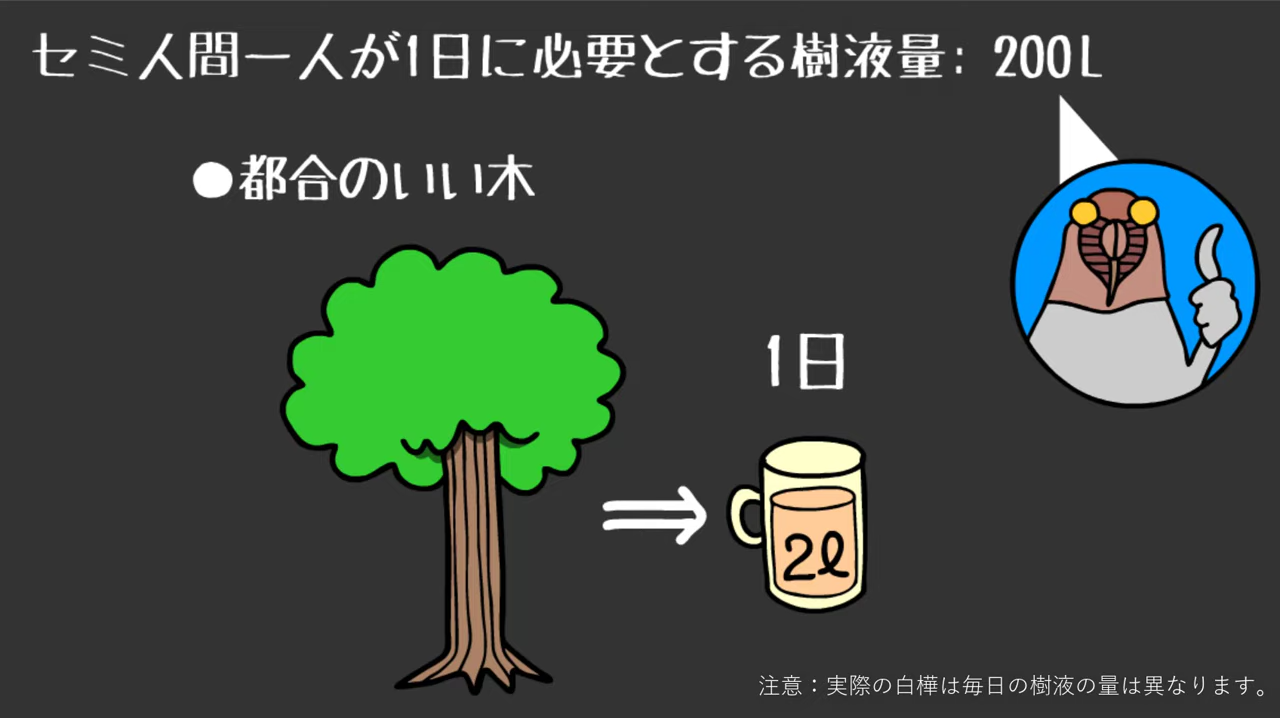 セミ人間一人が1日に必要とする樹液量: 200L
●都合のいい木
1日
2ℓ
注意：実際の白樺は毎日の樹液の量は異なります。